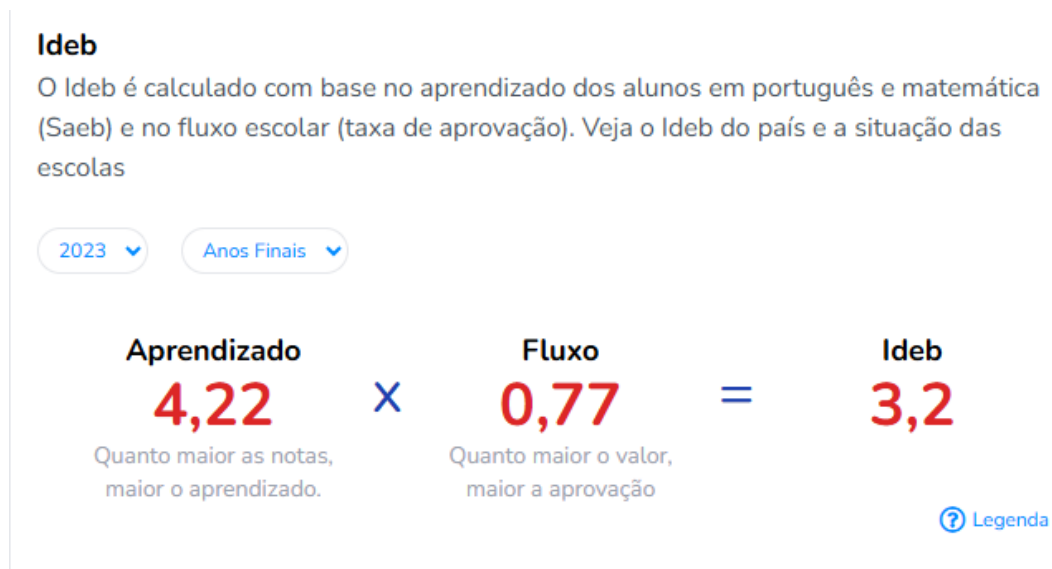 Ideb
O Ideb é calculado com base no aprendizado dos alunos em português e matemática
(Saeb) e no fluxo escolar (taxa de aprovação). Veja o Ideb do país e a situação das
escolas
2023 Anos Finais
Aprendizado Fluxo Ideb
4,22 x 0,77 = 3,2
Quanto maior as notas, Quanto maior o valor,
maior o aprendizado. maior a aprovação
? Legenda